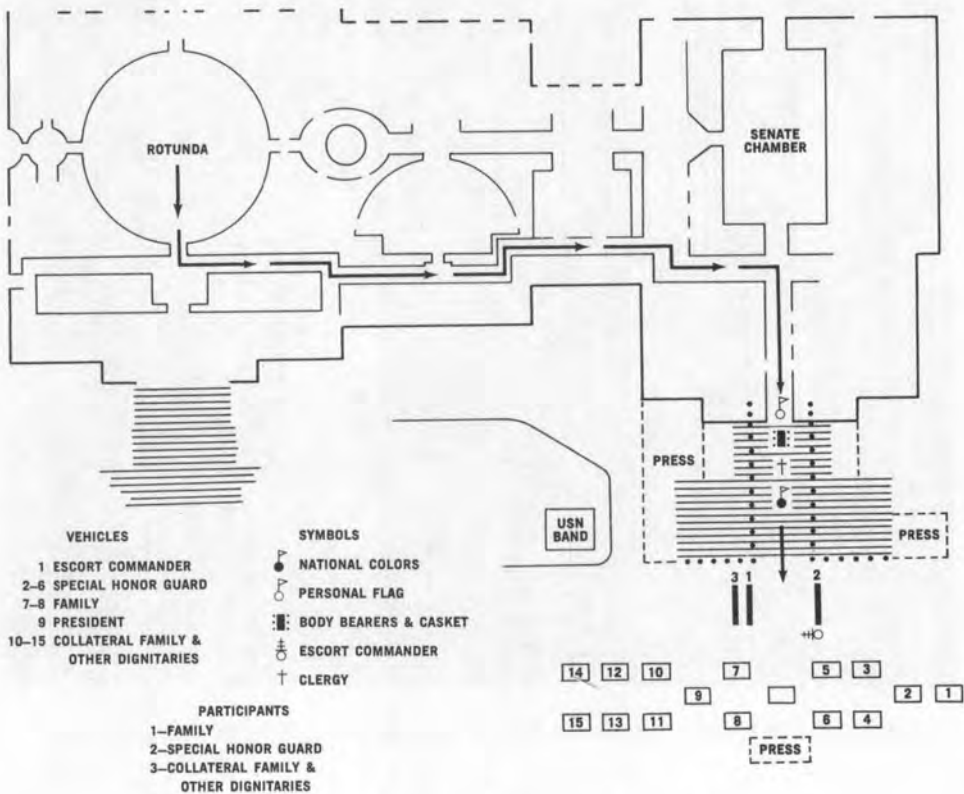 ROTUNDA
SENATE
CHAMBER
PRESS
PRESS
USN
BAND
VEHICLES
1 ESCORT COMMANDER
2–6 SPECIAL HONOR GUARD
7–8 FAMILY
9 PRESIDENT
10–15 COLLATERAL FAMILY &
OTHER DIGNITARIES
SYMBOLS
NATIONAL COLORS
PERSONAL FLAG
BODY BEARERS & CASKET
ESCORT COMMANDER
CLERGY
PARTICIPANTS
1–FAMILY
2–SPECIAL HONOR GUARD
3–COLLATERAL FAMILY &
OTHER DIGNITARIES
3 1 2
14 12 10 7 5 3
9 2 1
15 13 11 8 6 4
PRESS